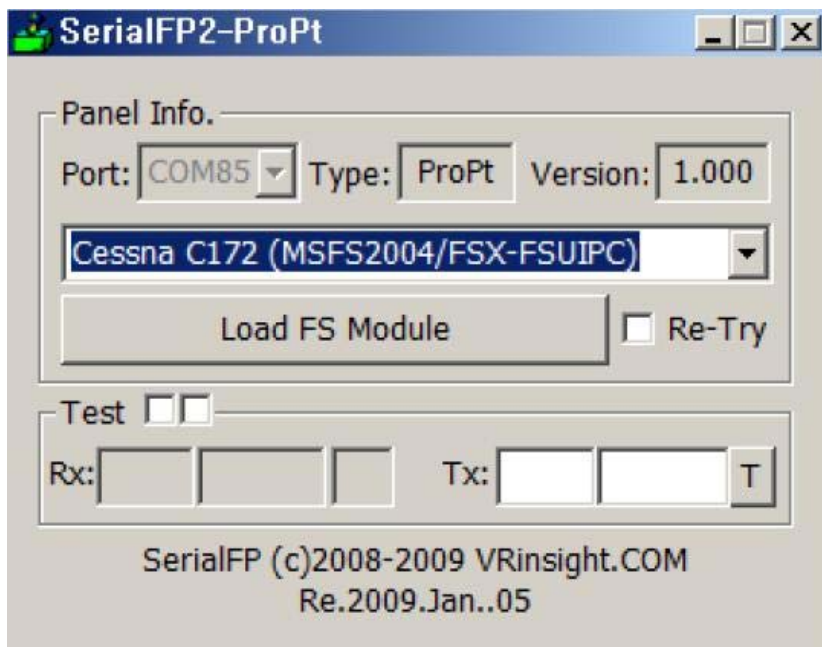 SerialFP2-ProPt
Panel Info.
Port: COM85 Type: ProPt Version: 1.000
Cessna C172 (MSFS2004/FSX-FSUIPC)
Load FS Module Re-Try
Test
Rx: Tx: T
SerialFP (c)2008-2009 VRinsight.COM
Re.2009.Jan..05